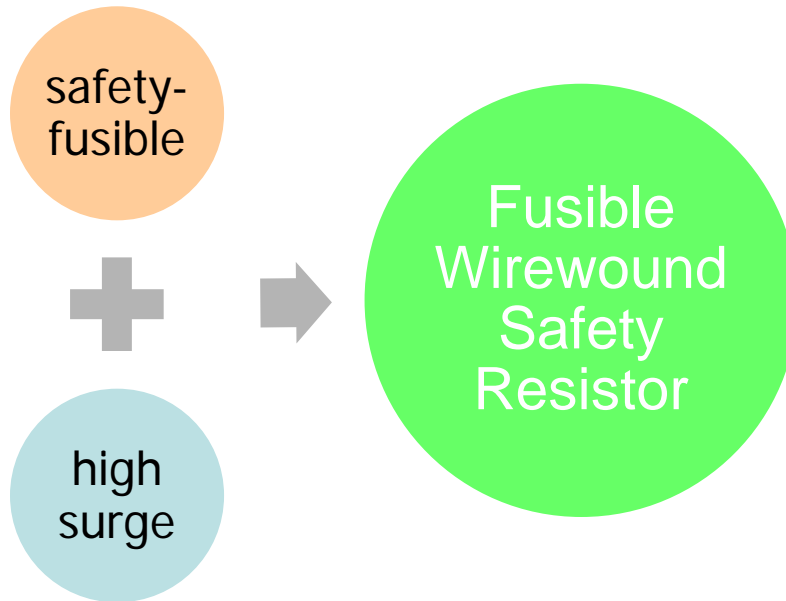 safety-
fusible
high
surge
Fusible
Wirewound
Safety
Resistor